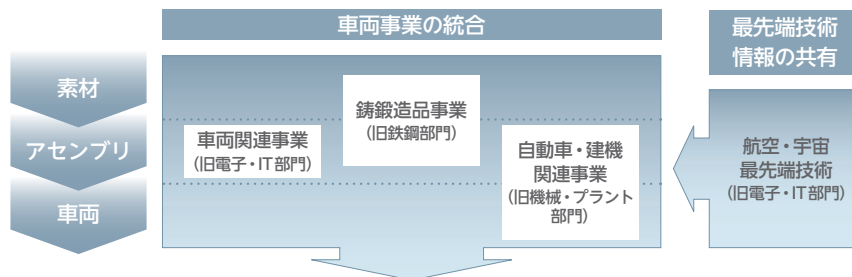 車両事業の統合
最先端技術
情報の共有
素材
アセンブリ
車両
車両関連事業
(旧電子・IT部門)
鋳鍛造品事業
(旧鉄鋼部門)
自動車・建機
関連事業
(旧機械・プラント
部門)
航空・宇宙
最先端技術
(旧電子・IT部門)